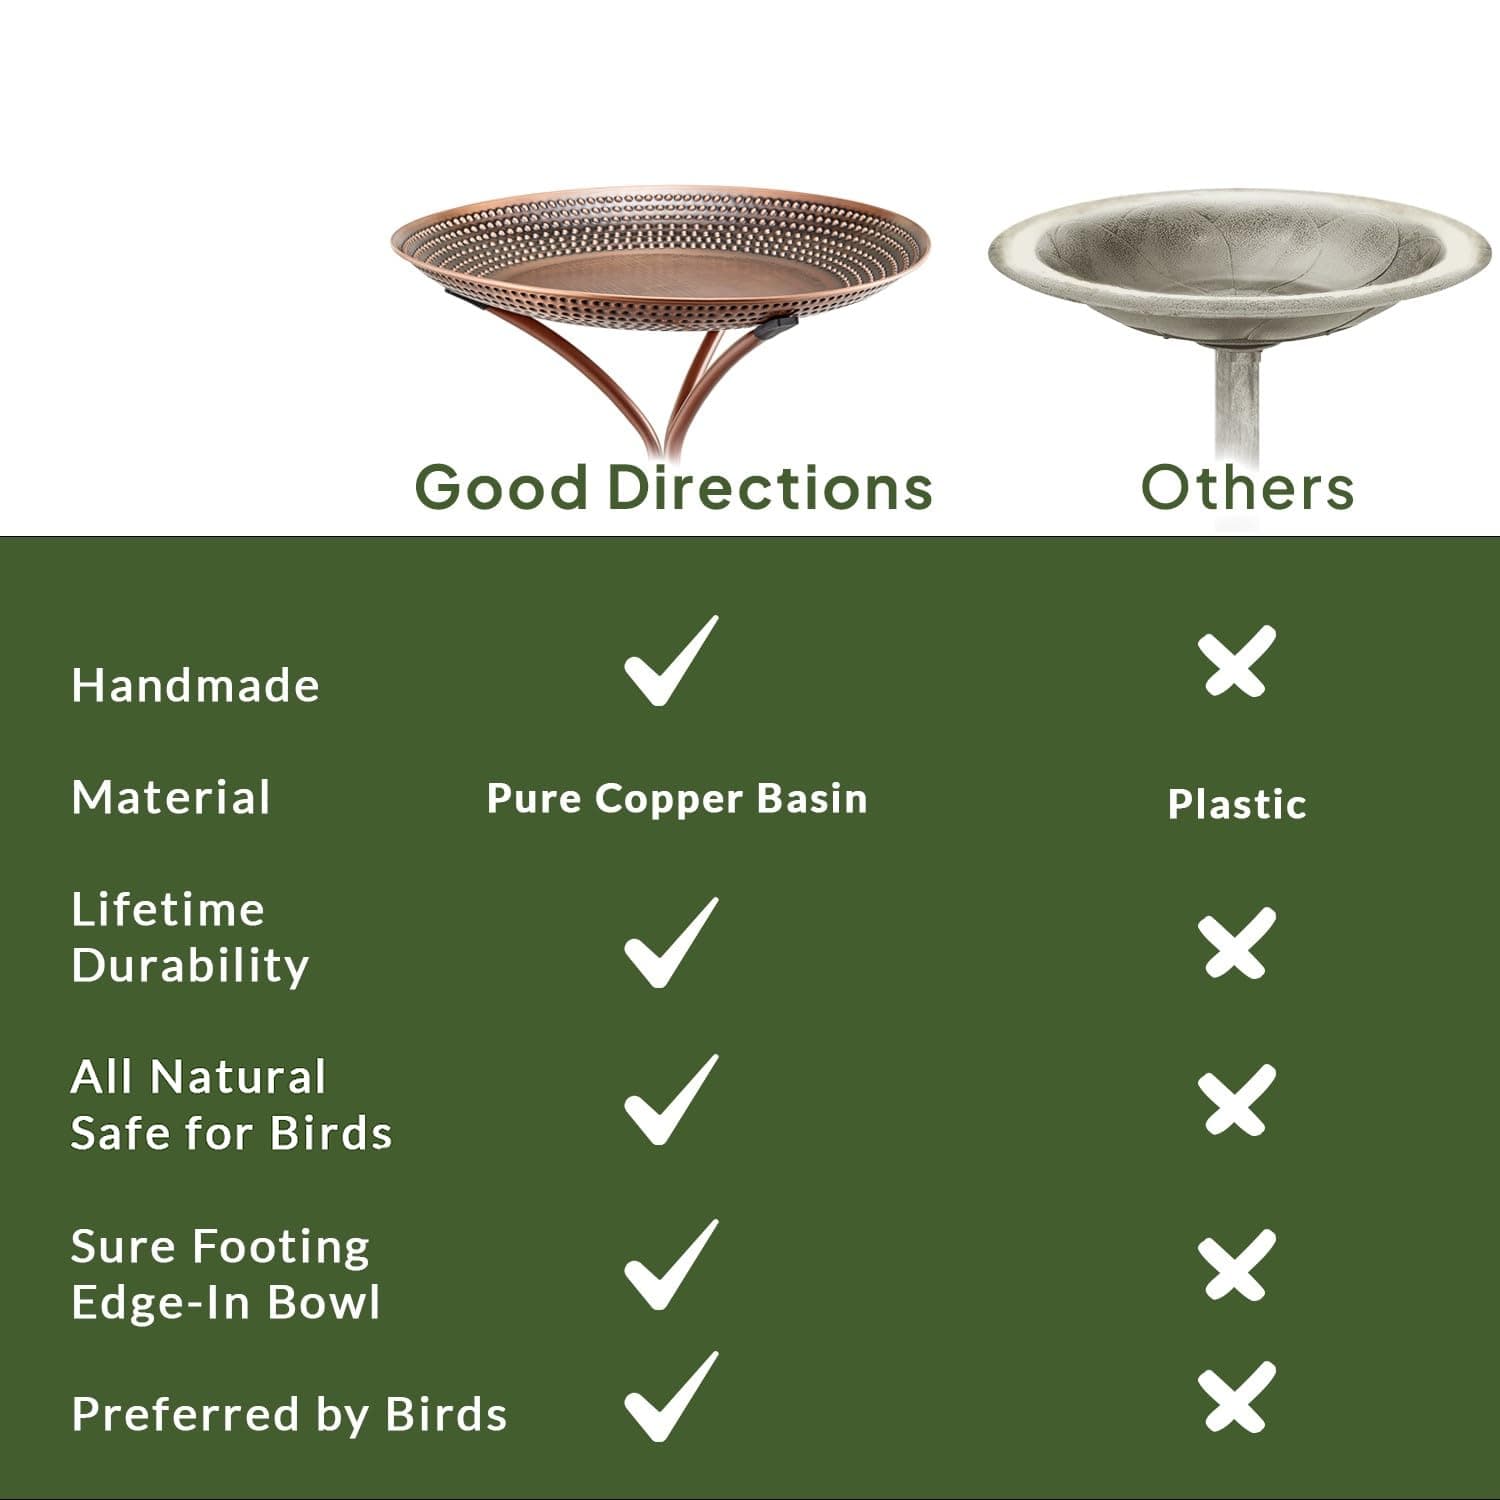 Good Directions
Others
Handmade
Material
Pure Copper Basin
Plastic
Lifetime
Durability
All Natural
Safe for Birds
Sure Footing
Edge-In Bowl
Preferred by Birds